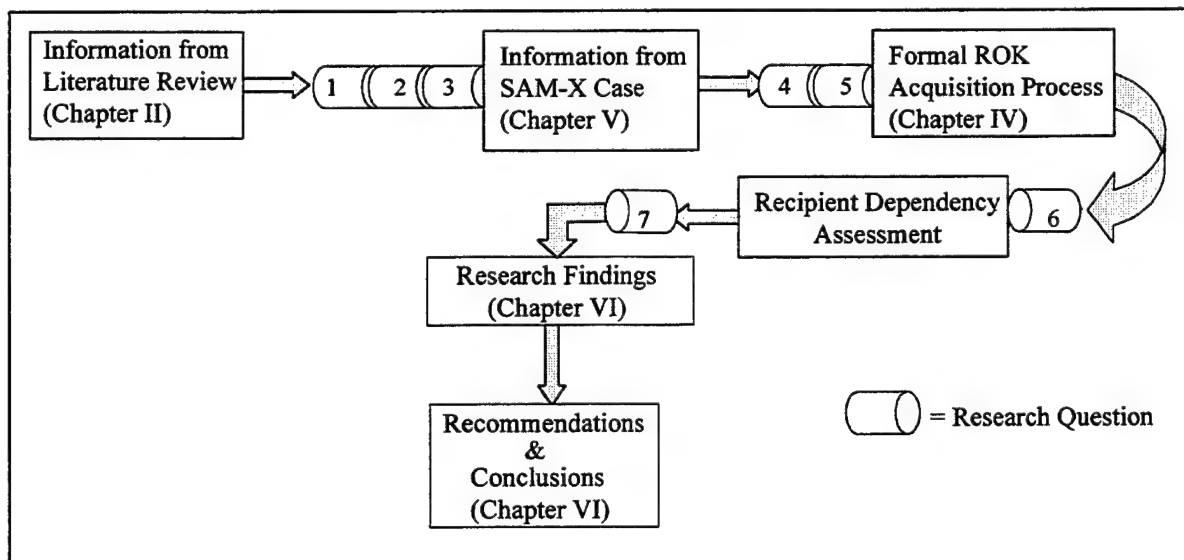 Information from
Literature Review
(Chapter II)
1
2
3
Information from
SAM-X Case
(Chapter V)
4
5
Formal ROK
Acquisition Process
(Chapter IV)
6
Recipient Dependency
Assessment
7
Research Findings
(Chapter VI)
Recommendations
&
Conclusions
(Chapter VI)
= Research Question